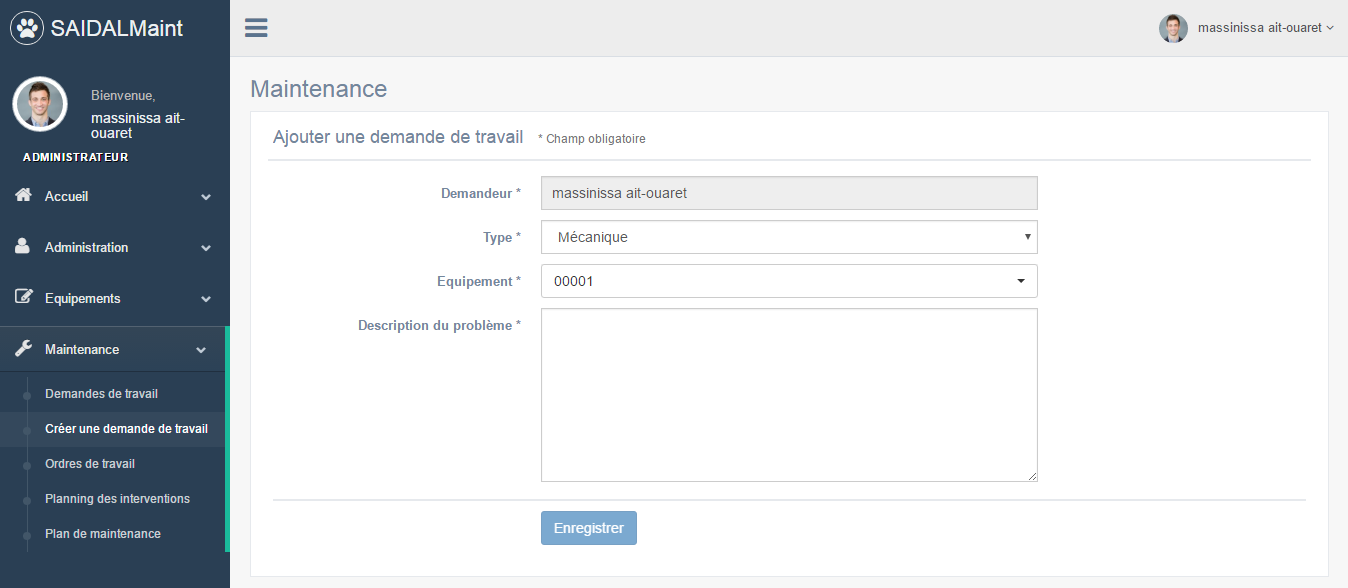 SAIDALMaint
massinissa ait-ouaret
Bienvenue,
massinissa ait-
ouaret
ADMINISTRATEUR
Accueil
Administration
Equipements
Maintenance
Demandes de travail
Créer une demande de travail
Ordres de travail
Planning des interventions
Plan de maintenance
Maintenance
Ajouter une demande de travail * Champ obligatoire
Demandeur * massinissa ait-ouaret
Type * Mécanique
Equipement * 00001
Description du problème *
Enregistrer